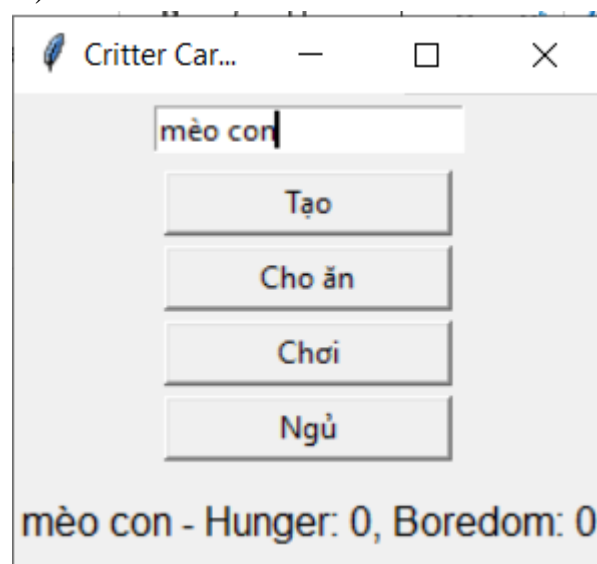 Critter Car...
mèo con
Tạo
Cho ăn
Chơi
Ngủ
mèo con - Hunger: 0, Boredom: 0